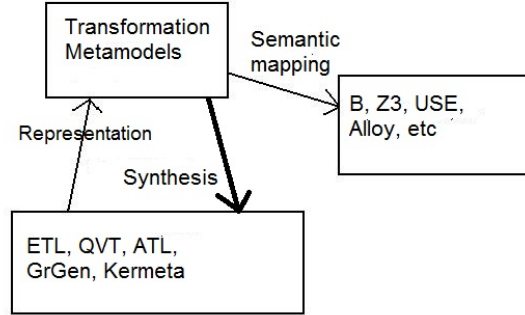 Transformation
Metamodels
Semantic
mapping
B, Z3, USE,
Alloy, etc
Representation
Synthesis
ETL, QVT, ATL,
GrGen, Kermeta